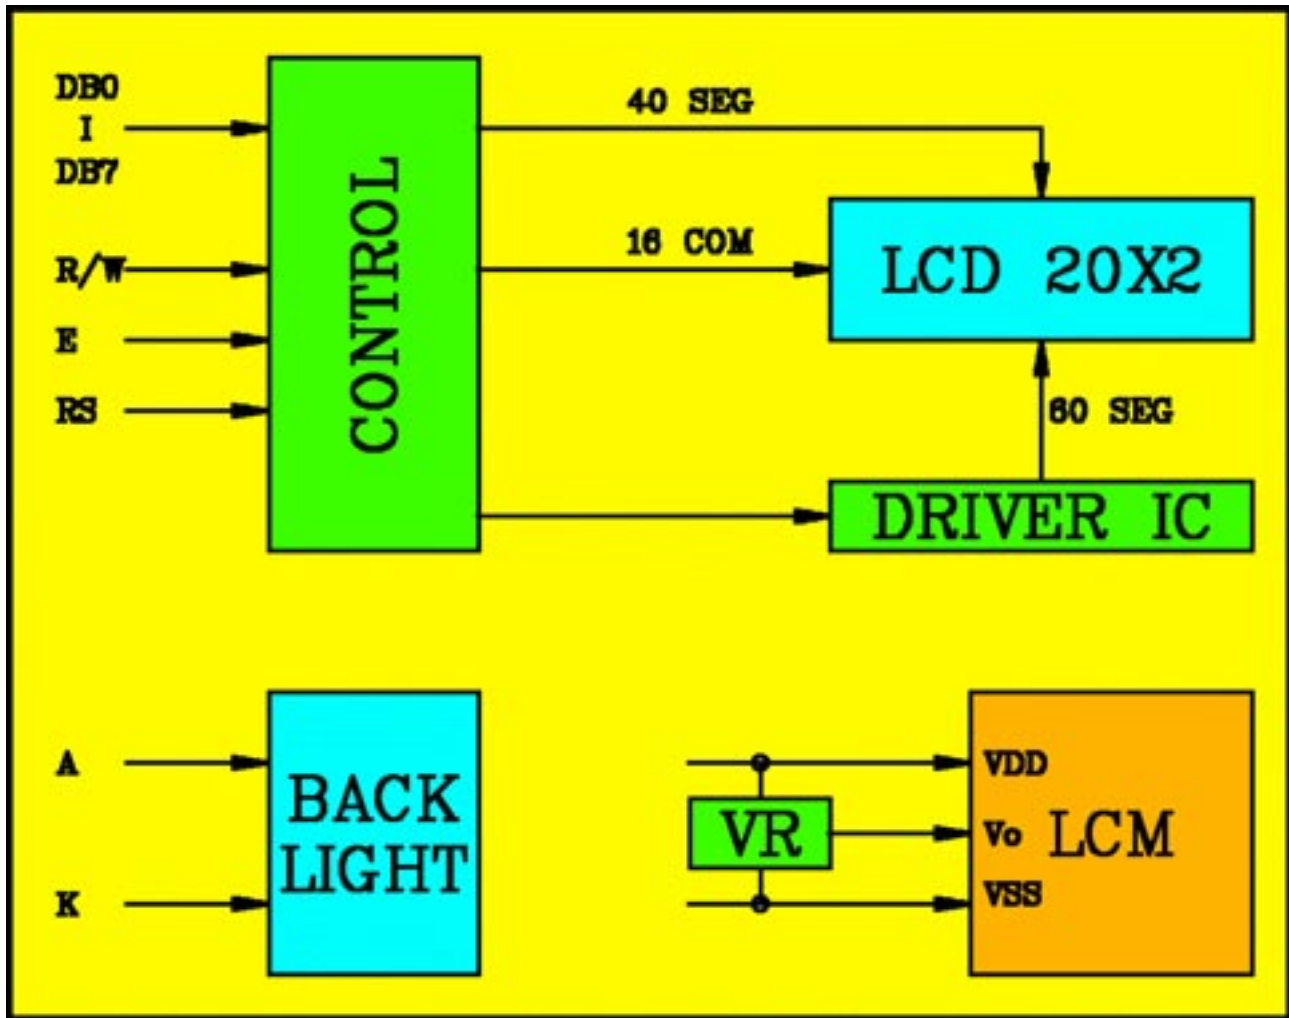 DB0
I
DB7
R/W
E
RS
CONTROL
40 SEG
16 COM
LCD 20X2
60 SEG
DRIVER IC
A
K
BACK
LIGHT
VR
VDD
Vo
LCM
VSS